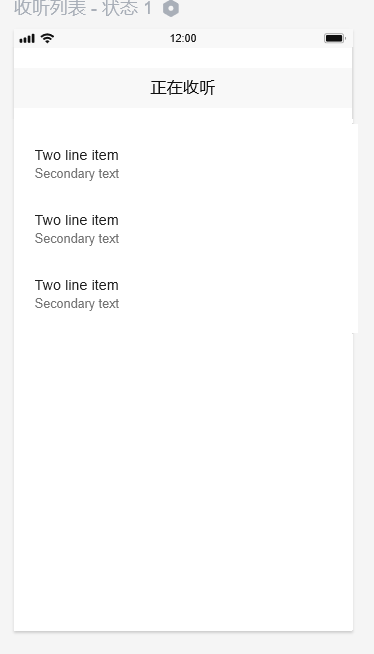 收听列表 - 状态 1
12:00
正在收听
Two line item
Secondary text
Two line item
Secondary text
Two line item
Secondary text